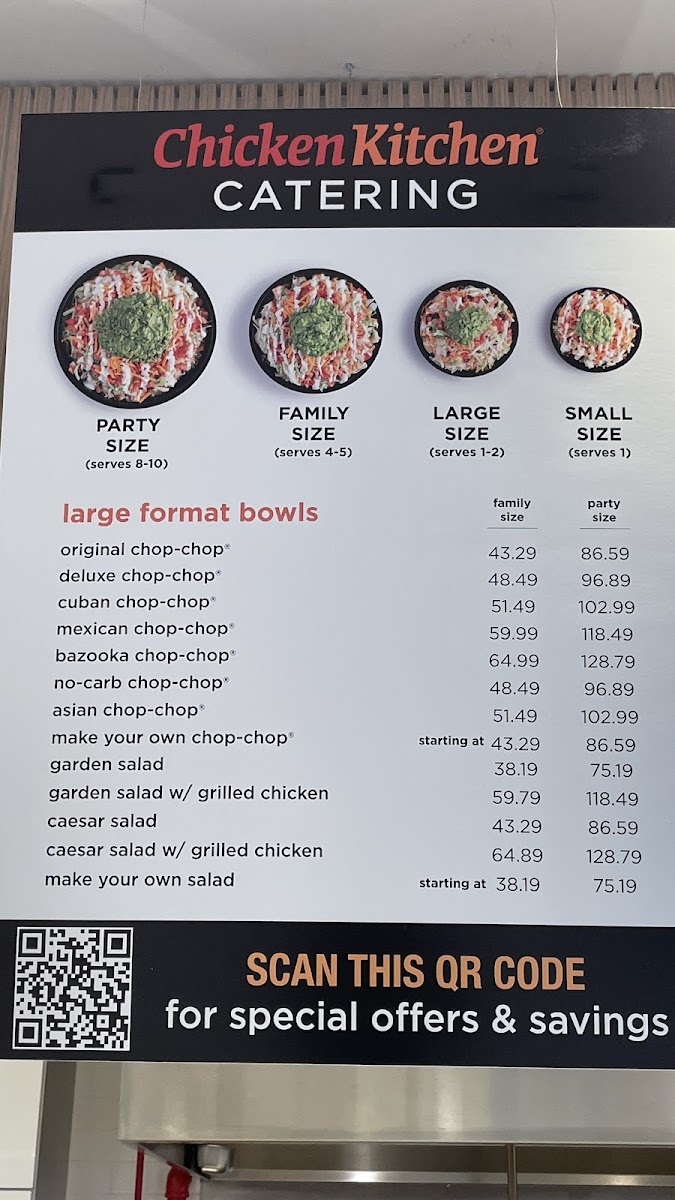 Chicken Kitchen®
CATERING
PARTY SIZE (serves 8-10)
FAMILY SIZE (serves 4-5)
LARGE SIZE (serves 1-2)
SMALL SIZE (serves 1)
large format bowls family size party size
original chop-chop® 43.29 86.59
deluxe chop-chop® 48.49 96.89
cuban chop-chop® 51.49 102.99
mexican chop-chop® 59.99 118.49
bazooka chop-chop® 64.99 128.79
no-carb chop-chop® 48.49 96.89
asian chop-chop® 51.49 102.99
make your own chop-chop® starting at 43.29 86.59
garden salad 38.19 75.19
garden salad w/ grilled chicken 59.79 118.49
caesar salad 43.29 86.59
caesar salad w/ grilled chicken 64.89 128.79
make your own salad starting at 38.19 75.19
SCAN THIS QR CODE
for special offers & savings